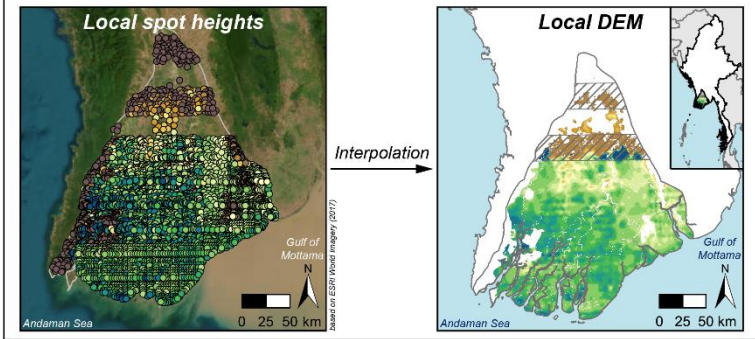 Local spot heights
Gulf of
Mottama
N
0 25 50 km
Andaman Sea
based on ESRI World Imagery (2017)
Interpolation
Local DEM
Gulf of
Mottama
N
0 25 50 km
Andaman Sea